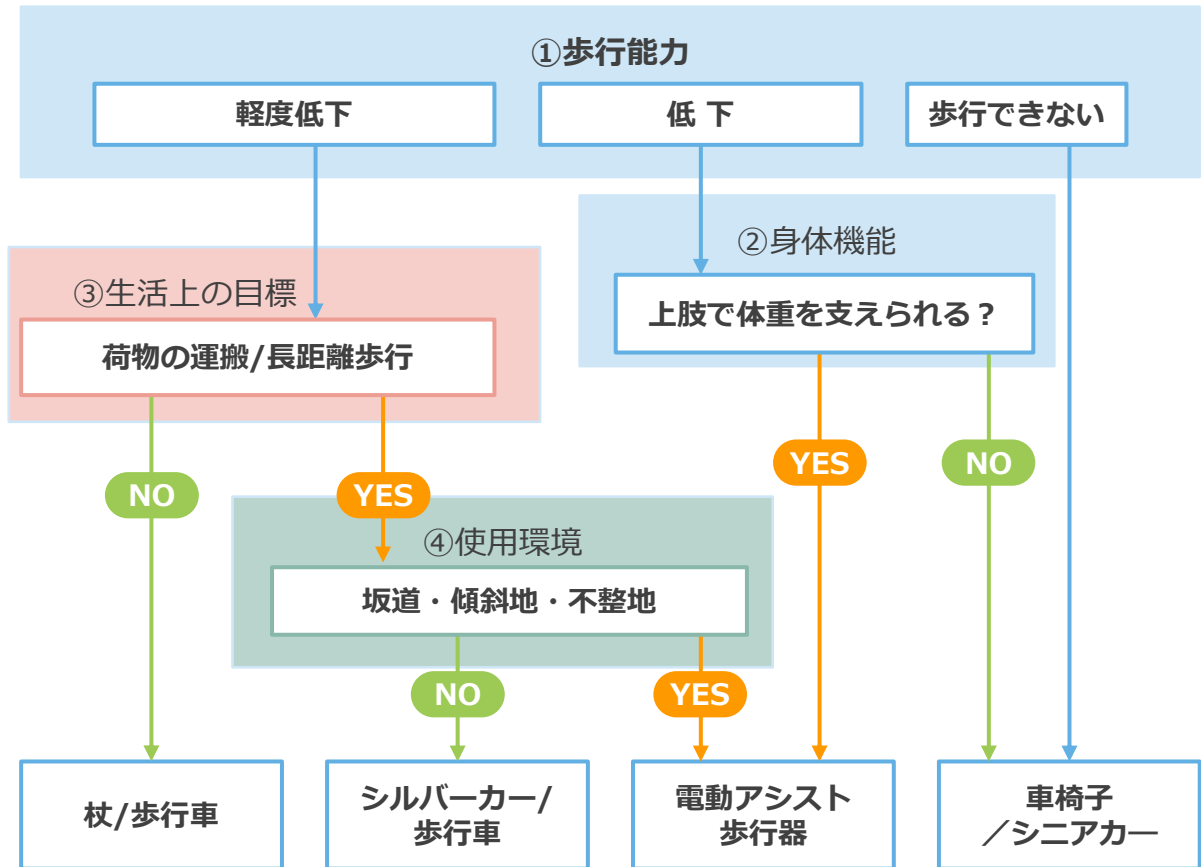 ①歩行能力
軽度低下
低 下
歩行できない
②身体機能
上肢で体重を支えられる？
③生活上の目標
荷物の運搬/長距離歩行
YES
NO
NO
YES
④使用環境
坂道・傾斜地・不整地
NO
YES
杖/歩行車
シルバーカー/
歩行車
電動アシスト
歩行器
車椅子
／シニアカー